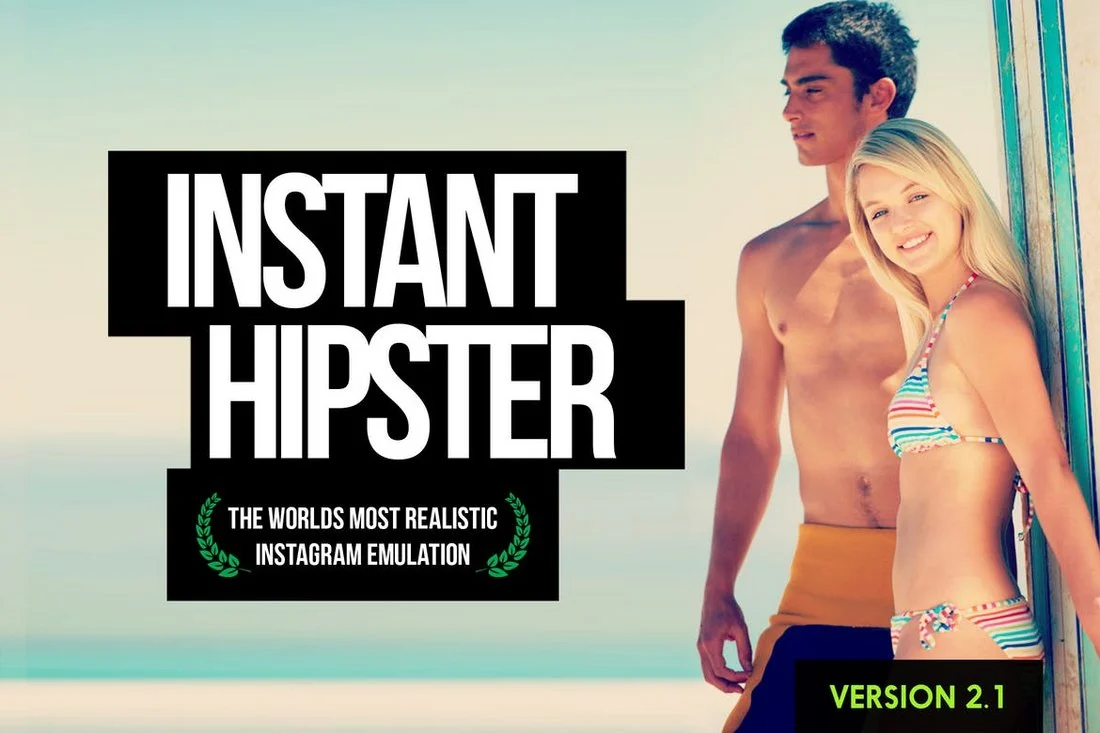 INSTANT
HIPSTER
THE WORLDS MOST REALISTIC
INSTAGRAM EMULATION
VERSION 2.1